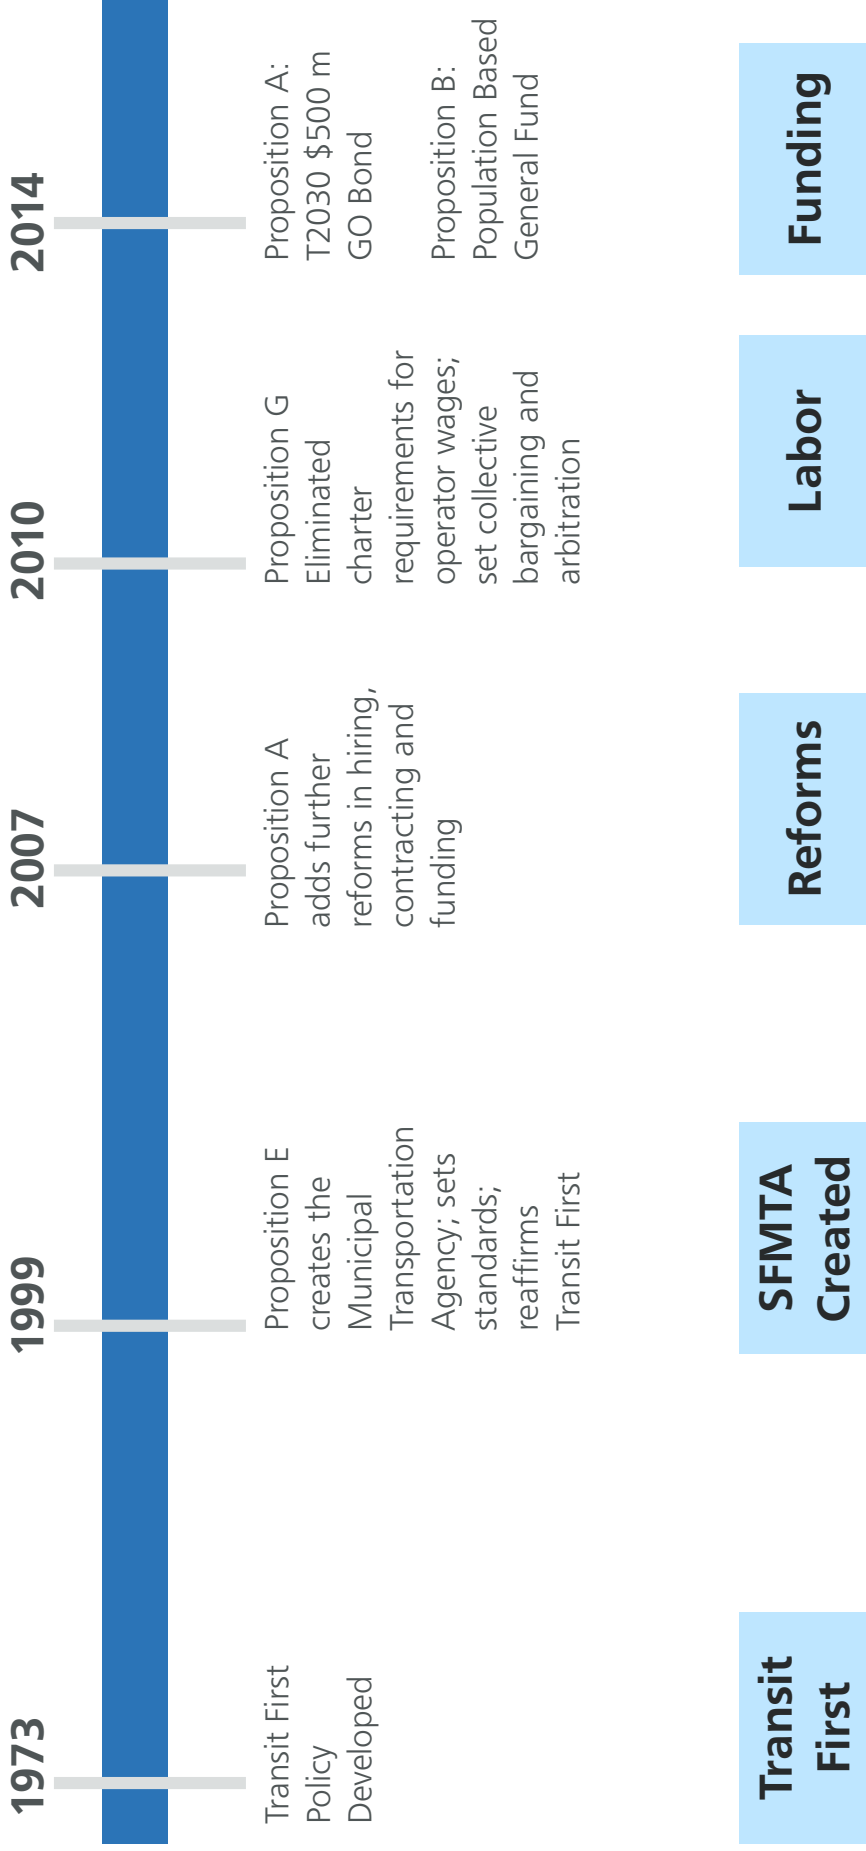 1973
Transit First
Policy
Developed
Transit
First
1999
Proposition E
creates the
Municipal
Transportation
Agency; sets
standards;
reaffirms
Transit First
SFMTA
Created
2007
Proposition A
adds further
reforms in hiring,
contracting and
funding
Reforms
2010
Proposition G
Eliminated
charter
requirements for
operator wages;
set collective
bargaining and
arbitration
Labor
2014
Proposition A:
T2030 $500 m
GO Bond
Proposition B:
Population Based
General Fund
Funding